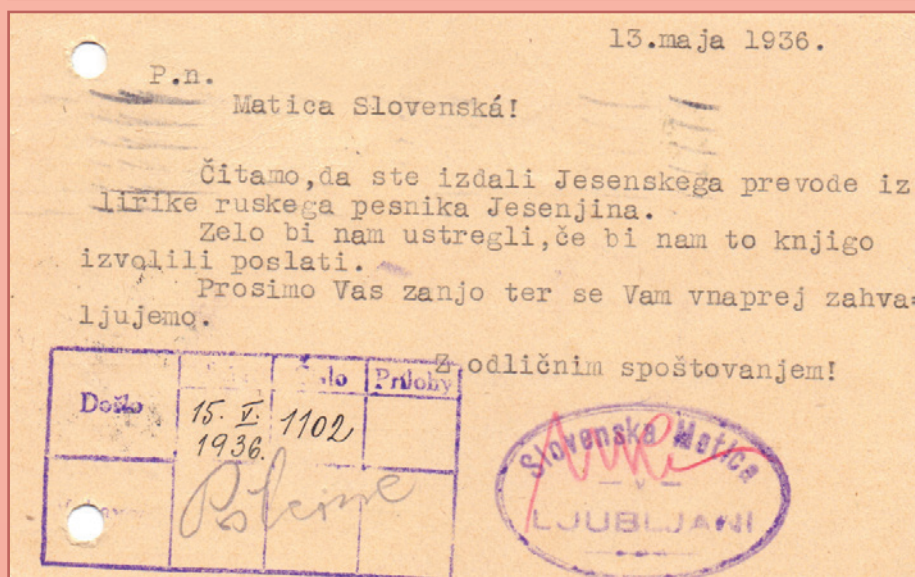 13.maja 1936.
P.n.
Matica Slovenská!
Čitamo,da ste izdali Jesenskega prevode iz
lirike ruskega pesnika Jesenjina.
Zelo bi nam ustregli,če bi nam to knjigo
izvolili poslati.
Prosimo Vas zanjo ter se Vam vnaprej zahva=
ljujemo.
Z odličnim spoštovanjem!
Došlo
Číslo
Prílohy
15. V.
1936.
1102
Slovenska Matica
V
LJUBLJANI